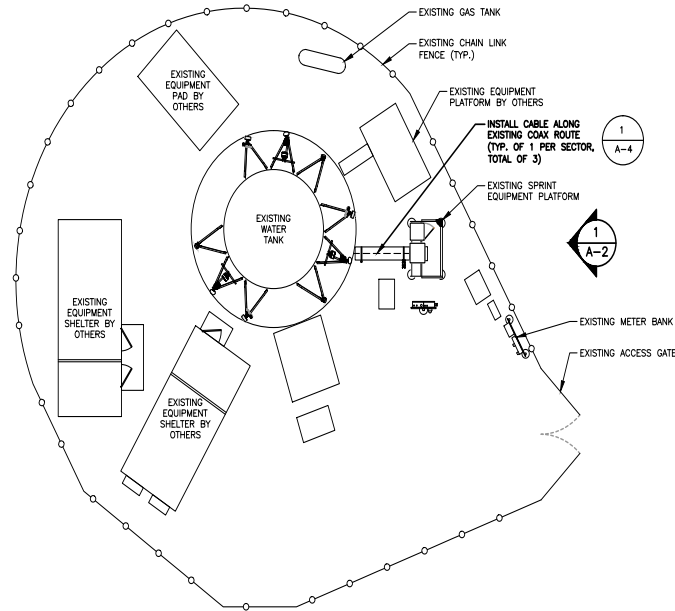 EXISTING GAS TANK
EXISTING CHAIN LINK
FENCE (TYP.)
EXISTING
EQUIPMENT
PAD BY
OTHERS
EXISTING EQUIPMENT
PLATFORM BY OTHERS
INSTALL CABLE ALONG
EXISTING COAX ROUTE
(TYP. OF 1 PER SECTOR,
TOTAL OF 3)
1
A-4
EXISTING SPRINT
EQUIPMENT PLATFORM
EXISTING
WATER
TANK
1
A-2
EXISTING
EQUIPMENT
SHELTER BY
OTHERS
EXISTING METER BANK
EXISTING ACCESS GATE
EXISTING
EQUIPMENT
SHELTER BY
OTHERS